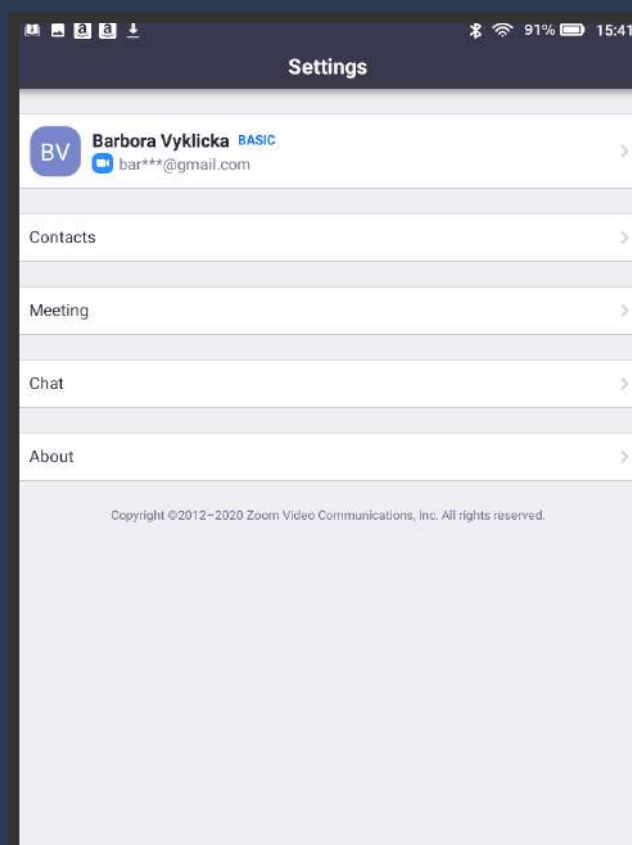 91% 15:41
Settings
BV
Barbora Vyklicka BASIC
bar***@gmail.com
Contacts
Meeting
Chat
About
Copyright ©2012-2020 Zoom Video Communications, Inc. All rights reserved.